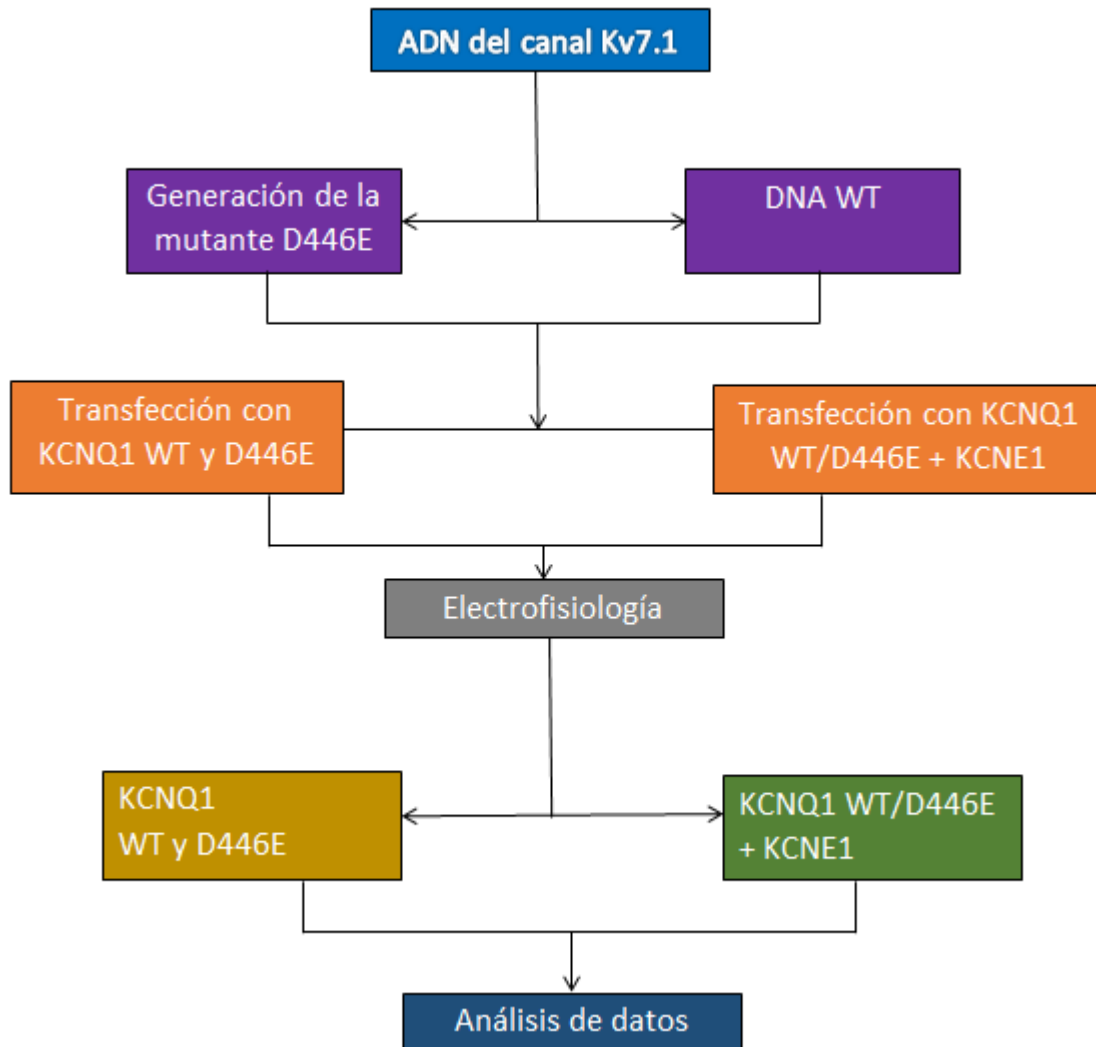 ADN del canal Kv7.1
Generación de la
mutante D446E
DNA WT
Transfección con
KCNQ1 WT y D446E
Transfección con KCNQ1
WT/D446E + KCNE1
Electrofisiología
KCNQ1
WT y D446E
KCNQ1 WT/D446E
+ KCNE1
Análisis de datos